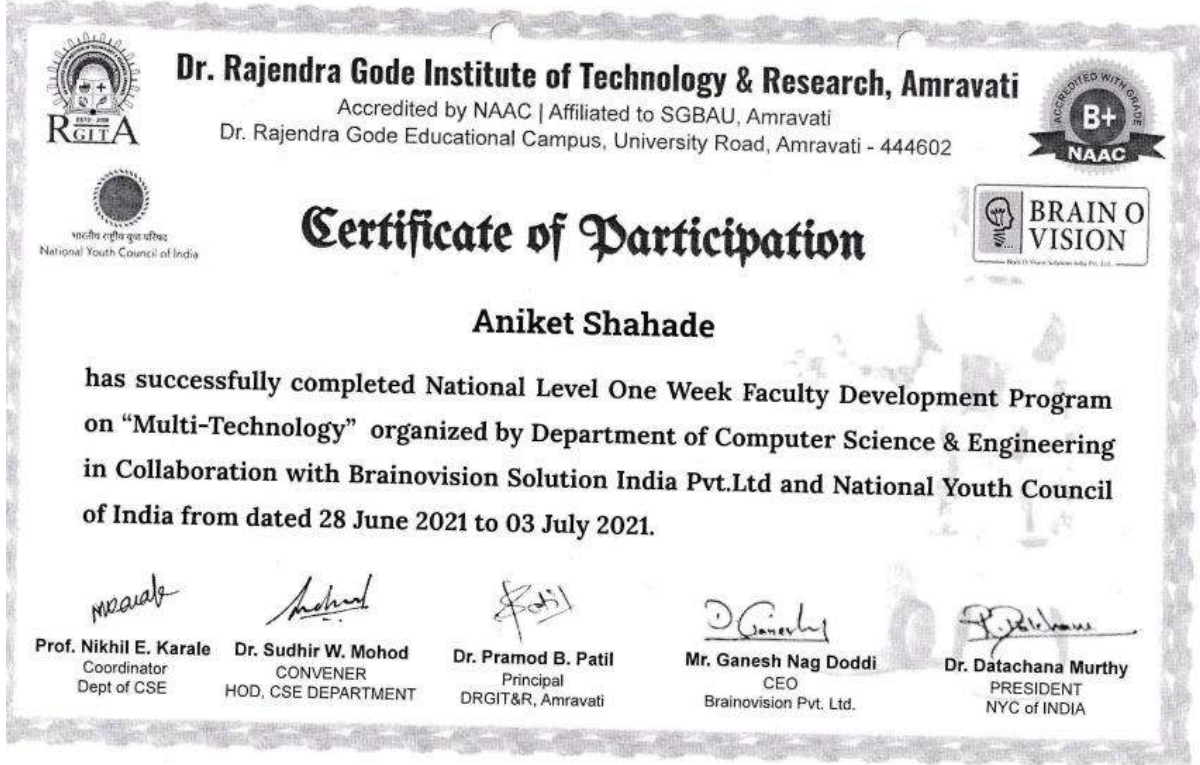 Dr. Rajendra Gode Institute of Technology & Research, Amravati
Accredited by NAAC | Affiliated to SGBAU, Amravati
Dr. Rajendra Gode Educational Campus, University Road, Amravati - 444602
RGITA
ACCREDITED WITH GRADE
B+
NAAC
भारतीय राष्ट्रीय युवा परिषद
National Youth Council of India
Certificate of Participation
BRAIN O
VISION
Aniket Shahade
has successfully completed National Level One Week Faculty Development Program
on “Multi-Technology” organized by Department of Computer Science & Engineering
in Collaboration with Brainovision Solution India Pvt.Ltd and National Youth Council
of India from dated 28 June 2021 to 03 July 2021.
Prof. Nikhil E. Karale
Coordinator
Dept of CSE
Dr. Sudhir W. Mohod
CONVENER
HOD, CSE DEPARTMENT
Dr. Pramod B. Patil
Principal
DRGIT&R, Amravati
Mr. Ganesh Nag Doddi
CEO
Brainovision Pvt. Ltd.
Dr. Datachana Murthy
PRESIDENT
NYC of INDIA